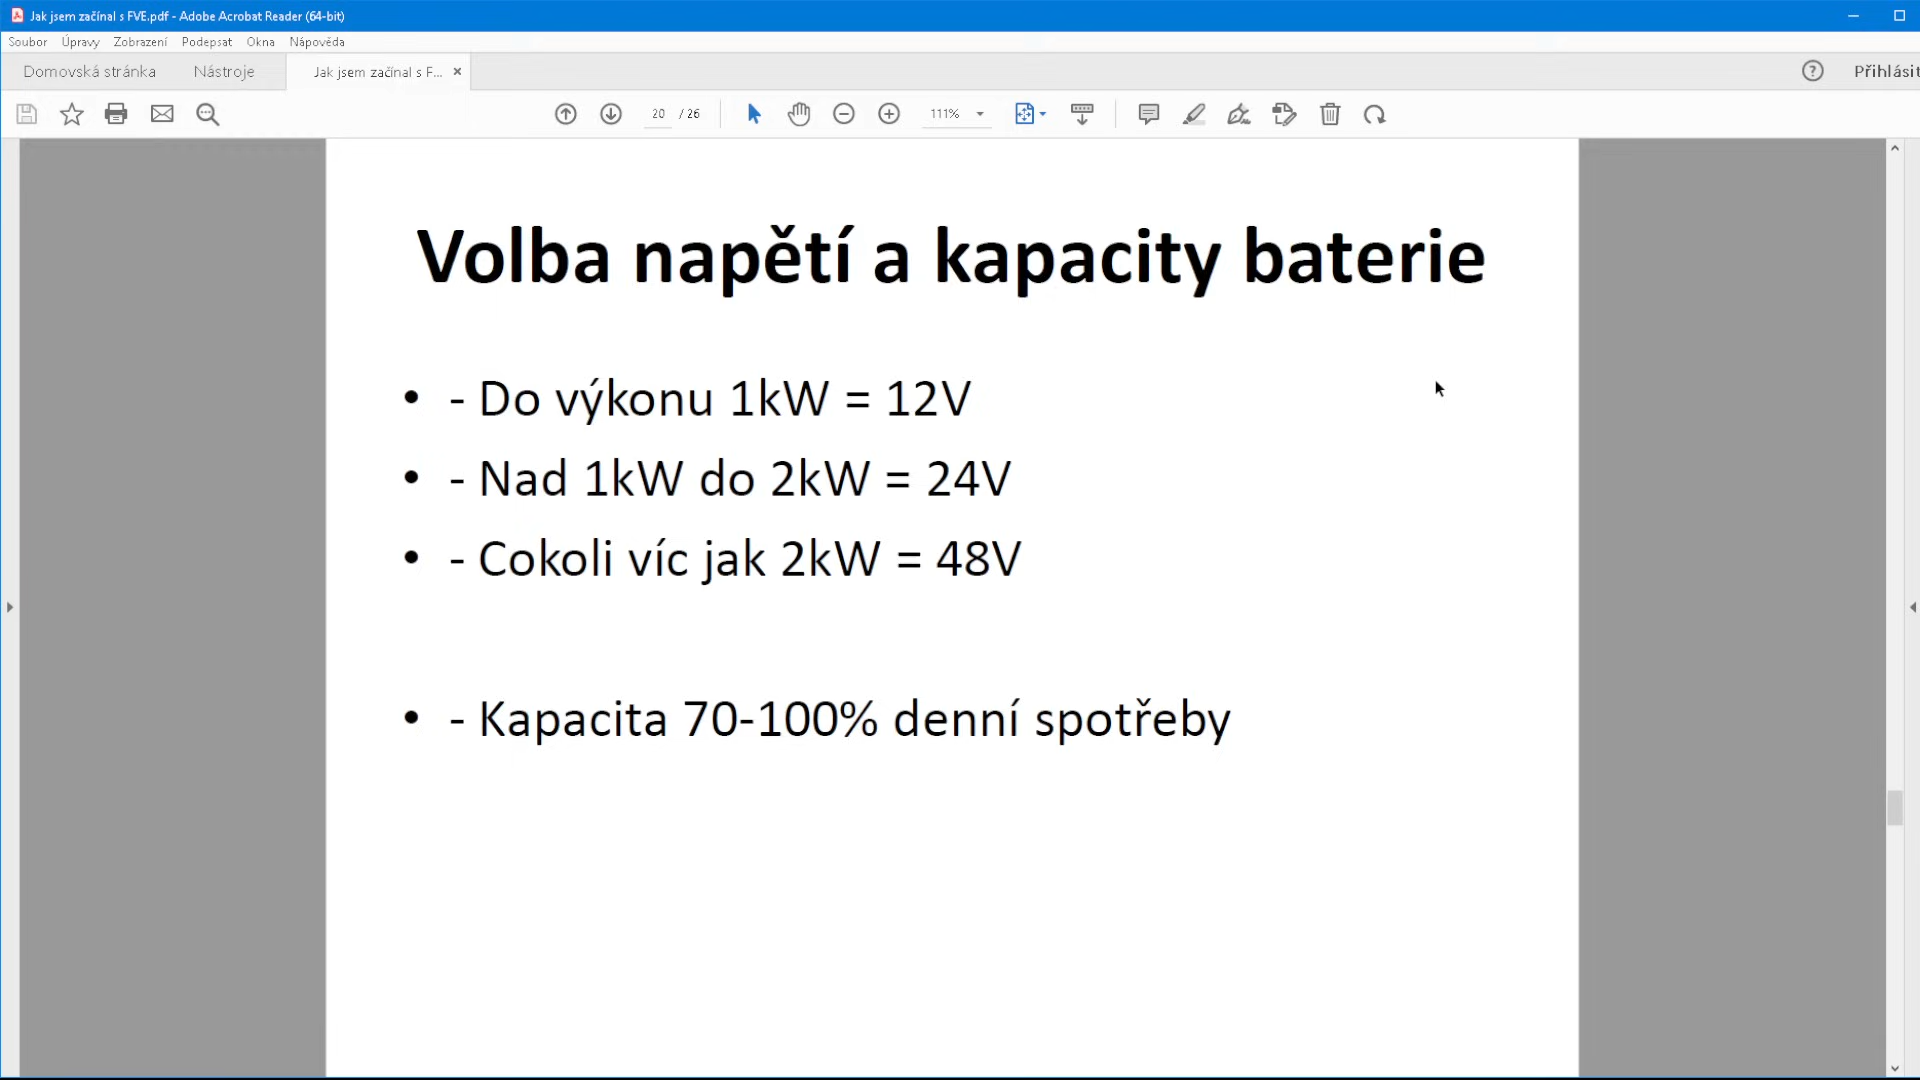 Jak jsem začínal s FVE.pdf - Adobe Acrobat Reader (64-bit)
Soubor Úpravy Zobrazení Podepsat Okna Nápověda
Domovská stránka Nástroje Jak jsem začínal s F... Přihlásit
20 / 26 111%
Volba napětí a kapacity baterie
• - Do výkonu 1kW = 12V
• - Nad 1kW do 2kW = 24V
• - Cokoli víc jak 2kW = 48V
• - Kapacita 70-100% denní spotřeby